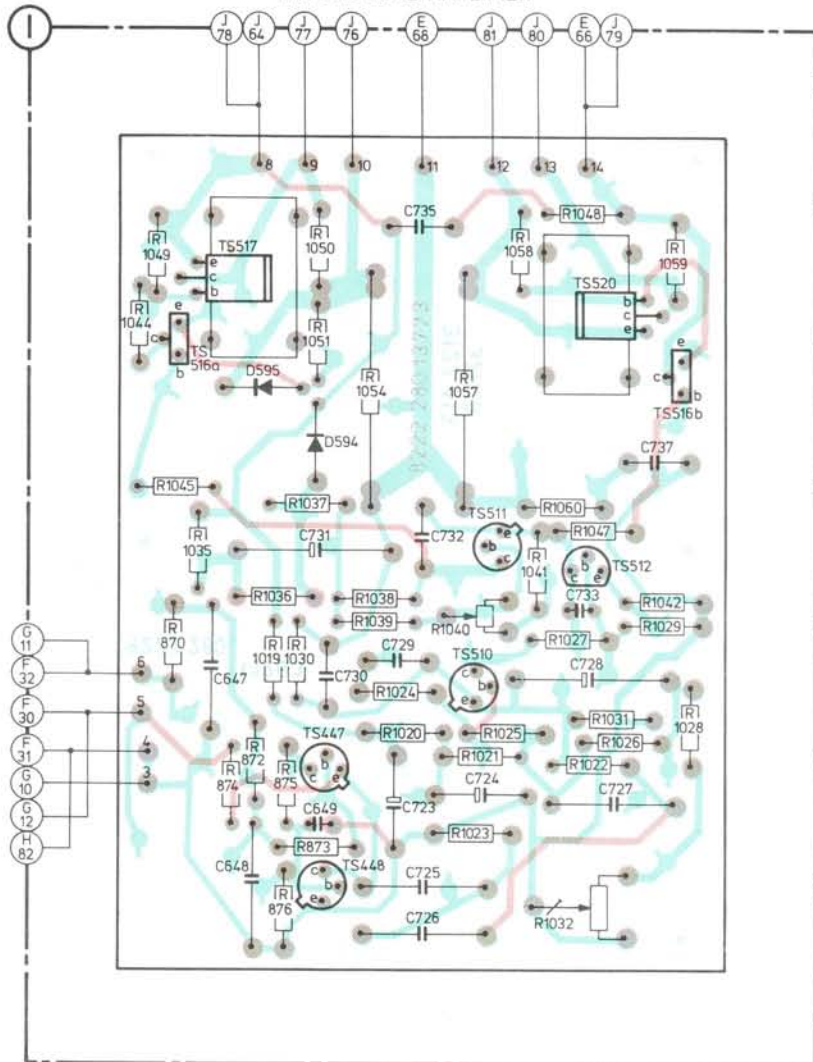 I
J 78
J 64
J 77
J 76
E 68
J 81
J 80
E 66
J 79
8
9
10
11
12
13
14
C735
R1048
R 1049
TS517
e
c
b
R 1050
R 1058
TS520
b
c
e
R 1059
R 1044
e
c
b
TS 516a
R 1051
D595
R 1054
R 1057
8222 280 13723
e
c
b
TS516b
D594
C737
R1045
R1037
R1060
TS511
e
b
c
R1047
R 1035
C731
C732
R 1041
TS512
b
c
e
R1036
R1038
C733
R1042
R1039
R1040
R1029
G 11
F 32
R 870
R 1019
R 1030
C729
R1027
6
C647
C730
R1024
TS510
c
b
e
C728
F 30
5
R1031
R 1028
F 31
4
R 872
TS447
b
c
e
R1020
R1025
R1026
G 10
3
R 874
R 875
R1021
R1022
G 12
C649
C723
C724
C727
H 82
R873
R1023
C648
TS448
c
b
e
R 876
C725
R1032
C726